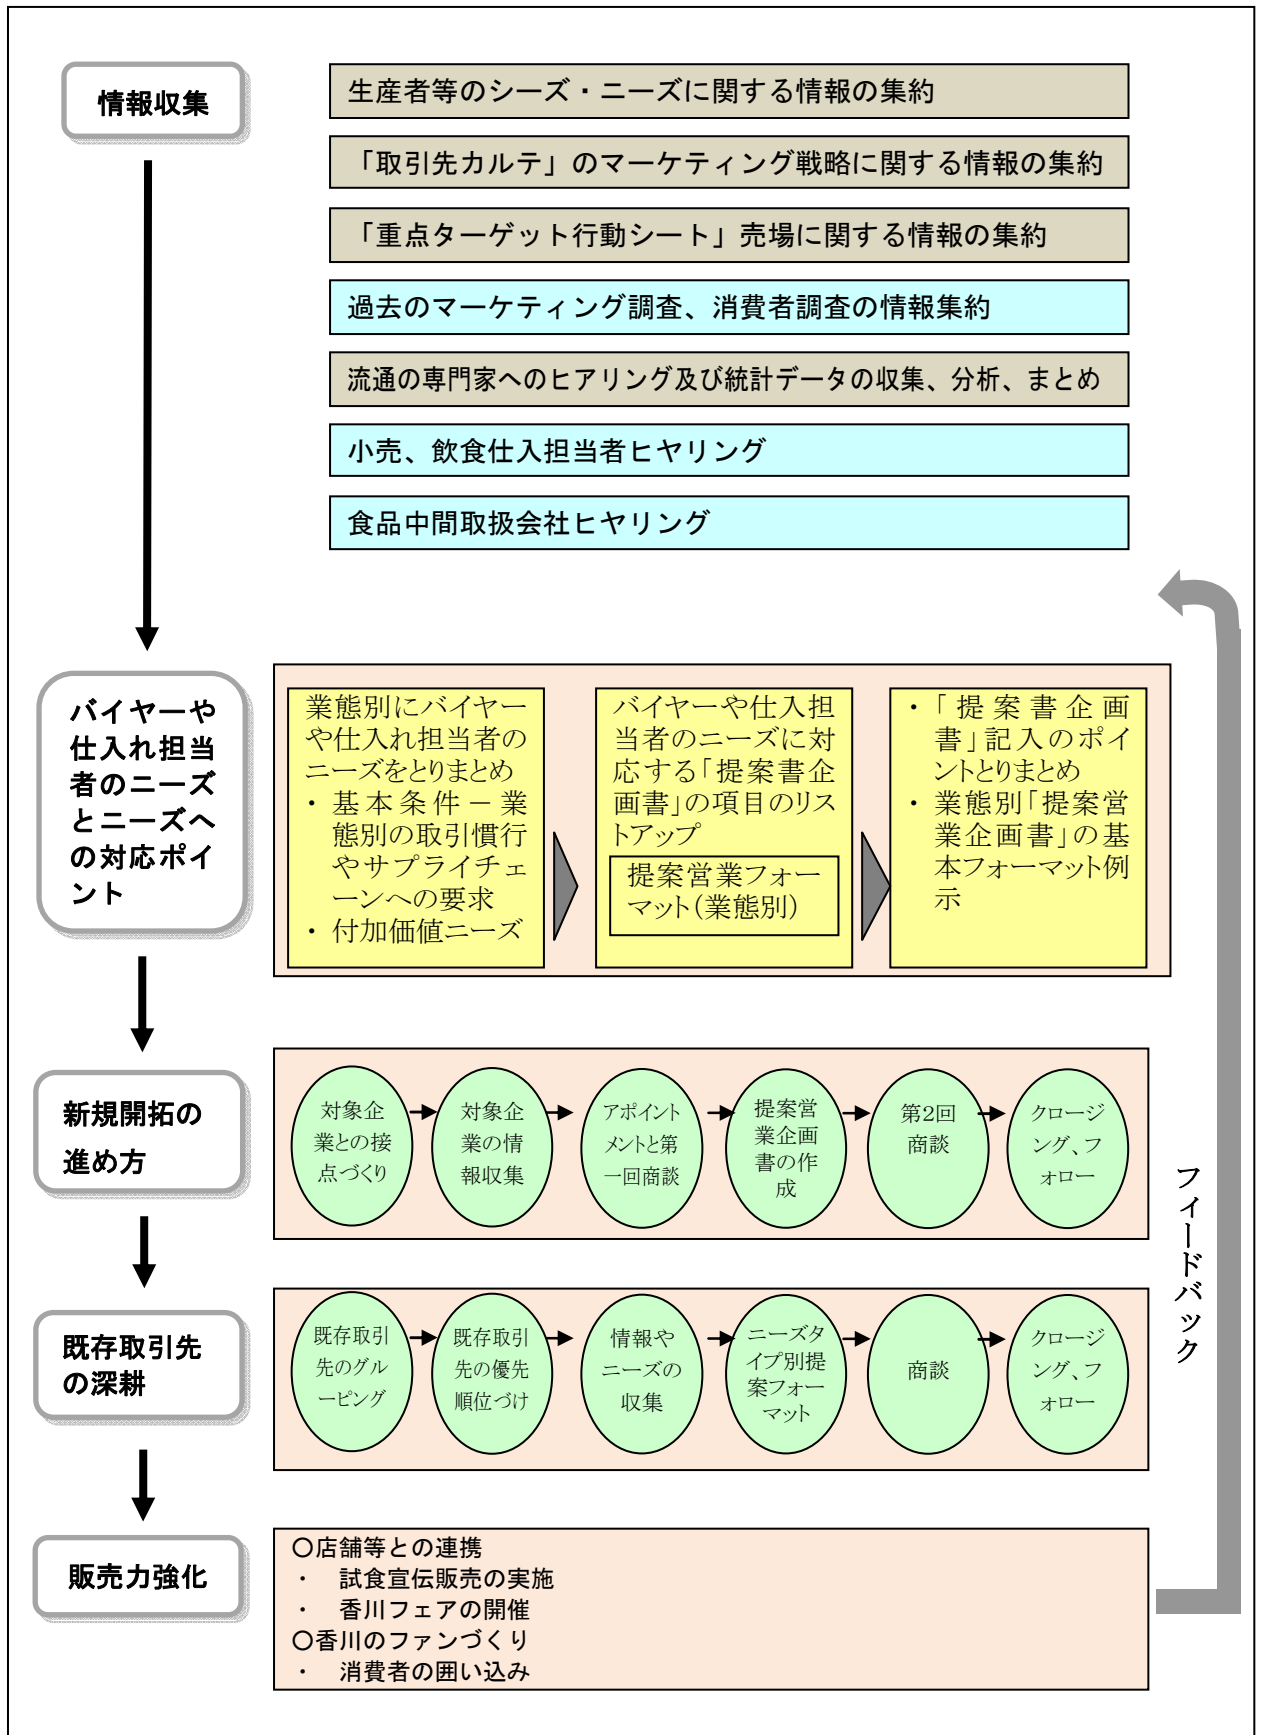 情報収集
生産者等のシーズ・ニーズに関する情報の集約
「取引先カルテ」のマーケティング戦略に関する情報の集約
「重点ターゲット行動シート」売場に関する情報の集約
過去のマーケティング調査、消費者調査の情報集約
流通の専門家へのヒアリング及び統計データの収集、分析、まとめ
小売、飲食仕入担当者ヒヤリング
食品中間取扱会社ヒヤリング
バイヤーや
仕入れ担当
者のニーズ
とニーズへ
の対応ポイ
ント
業態別にバイヤー
や仕入れ担当者の
ニーズをとりまとめ
・ 基本条件－業
態別の取引慣行
やサプライチェ
ーンへの要求
・ 付加価値ニーズ
バイヤーや仕入担
当者のニーズに対
応する「提案書企
画書」の項目のリス
トアップ
提案営業フォー
マット（業態別）
・ 「提案書企画
書」記入のポイ
ントとりまとめ
・ 業態別「提案営
業企画書」の基
本フォーマット例
示
新規開拓の
進め方
対象企
業との接
点づくり
対象企
業の情
報収集
アポイント
メントと第
一回商談
提案営
業企画
書の作
成
第2回
商談
クロージ
ング、フ
ォロー
既存取引先
の深耕
既存取引
先のグル
ーピング
既存取引
先の優先
順位づけ
情報や
ニーズの
収集
ニーズタ
イプ別提
案フォー
マット
商談
クロージ
ング、フ
ォロー
フィードバック
販売力強化
○店舗等との連携
・ 試食宣伝販売の実施
・ 香川フェアの開催
○香川のファンづくり
・ 消費者の囲い込み